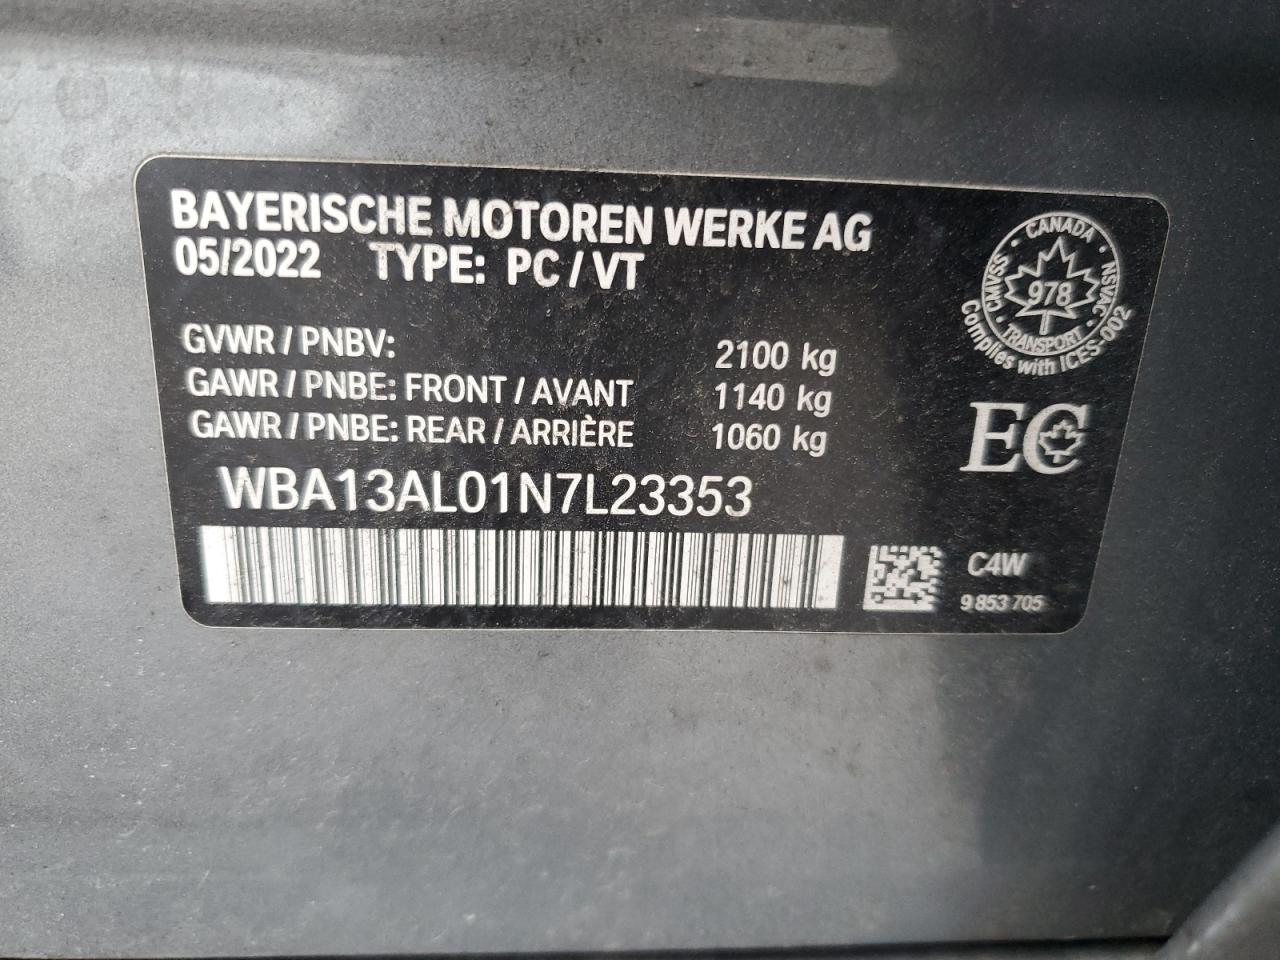 BAYERISCHE MOTOREN WERKE AG
05/2022 TYPE: PC/VT
GVWR/PNBV: 2100 kg
GAWR/PNBE: FRONT/AVANT 1140 kg
GAWR/PNBE: REAR/ARRIÈRE 1060 kg
WBA13AL01N7L23353
CANADA
CMVSS · NSVAC
978
TRANSPORT
Complies with ICES-002
EC
C4W
9 853 705